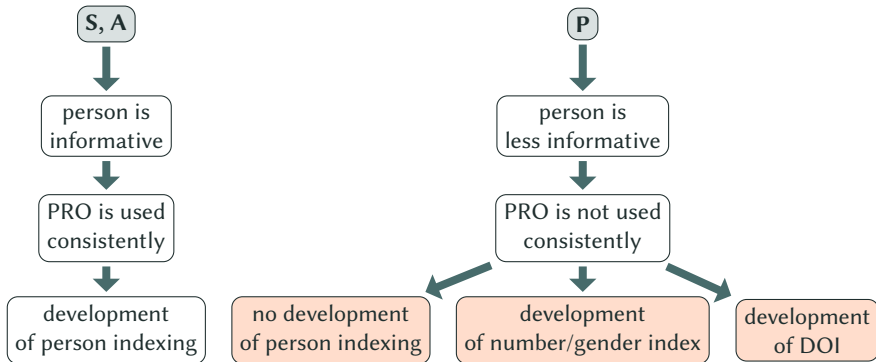 S, A
person is
informative
PRO is used
consistently
development
of person indexing
P
person is
less informative
PRO is not used
consistently
no development
of person indexing
development
of number/gender index
development
of DOI